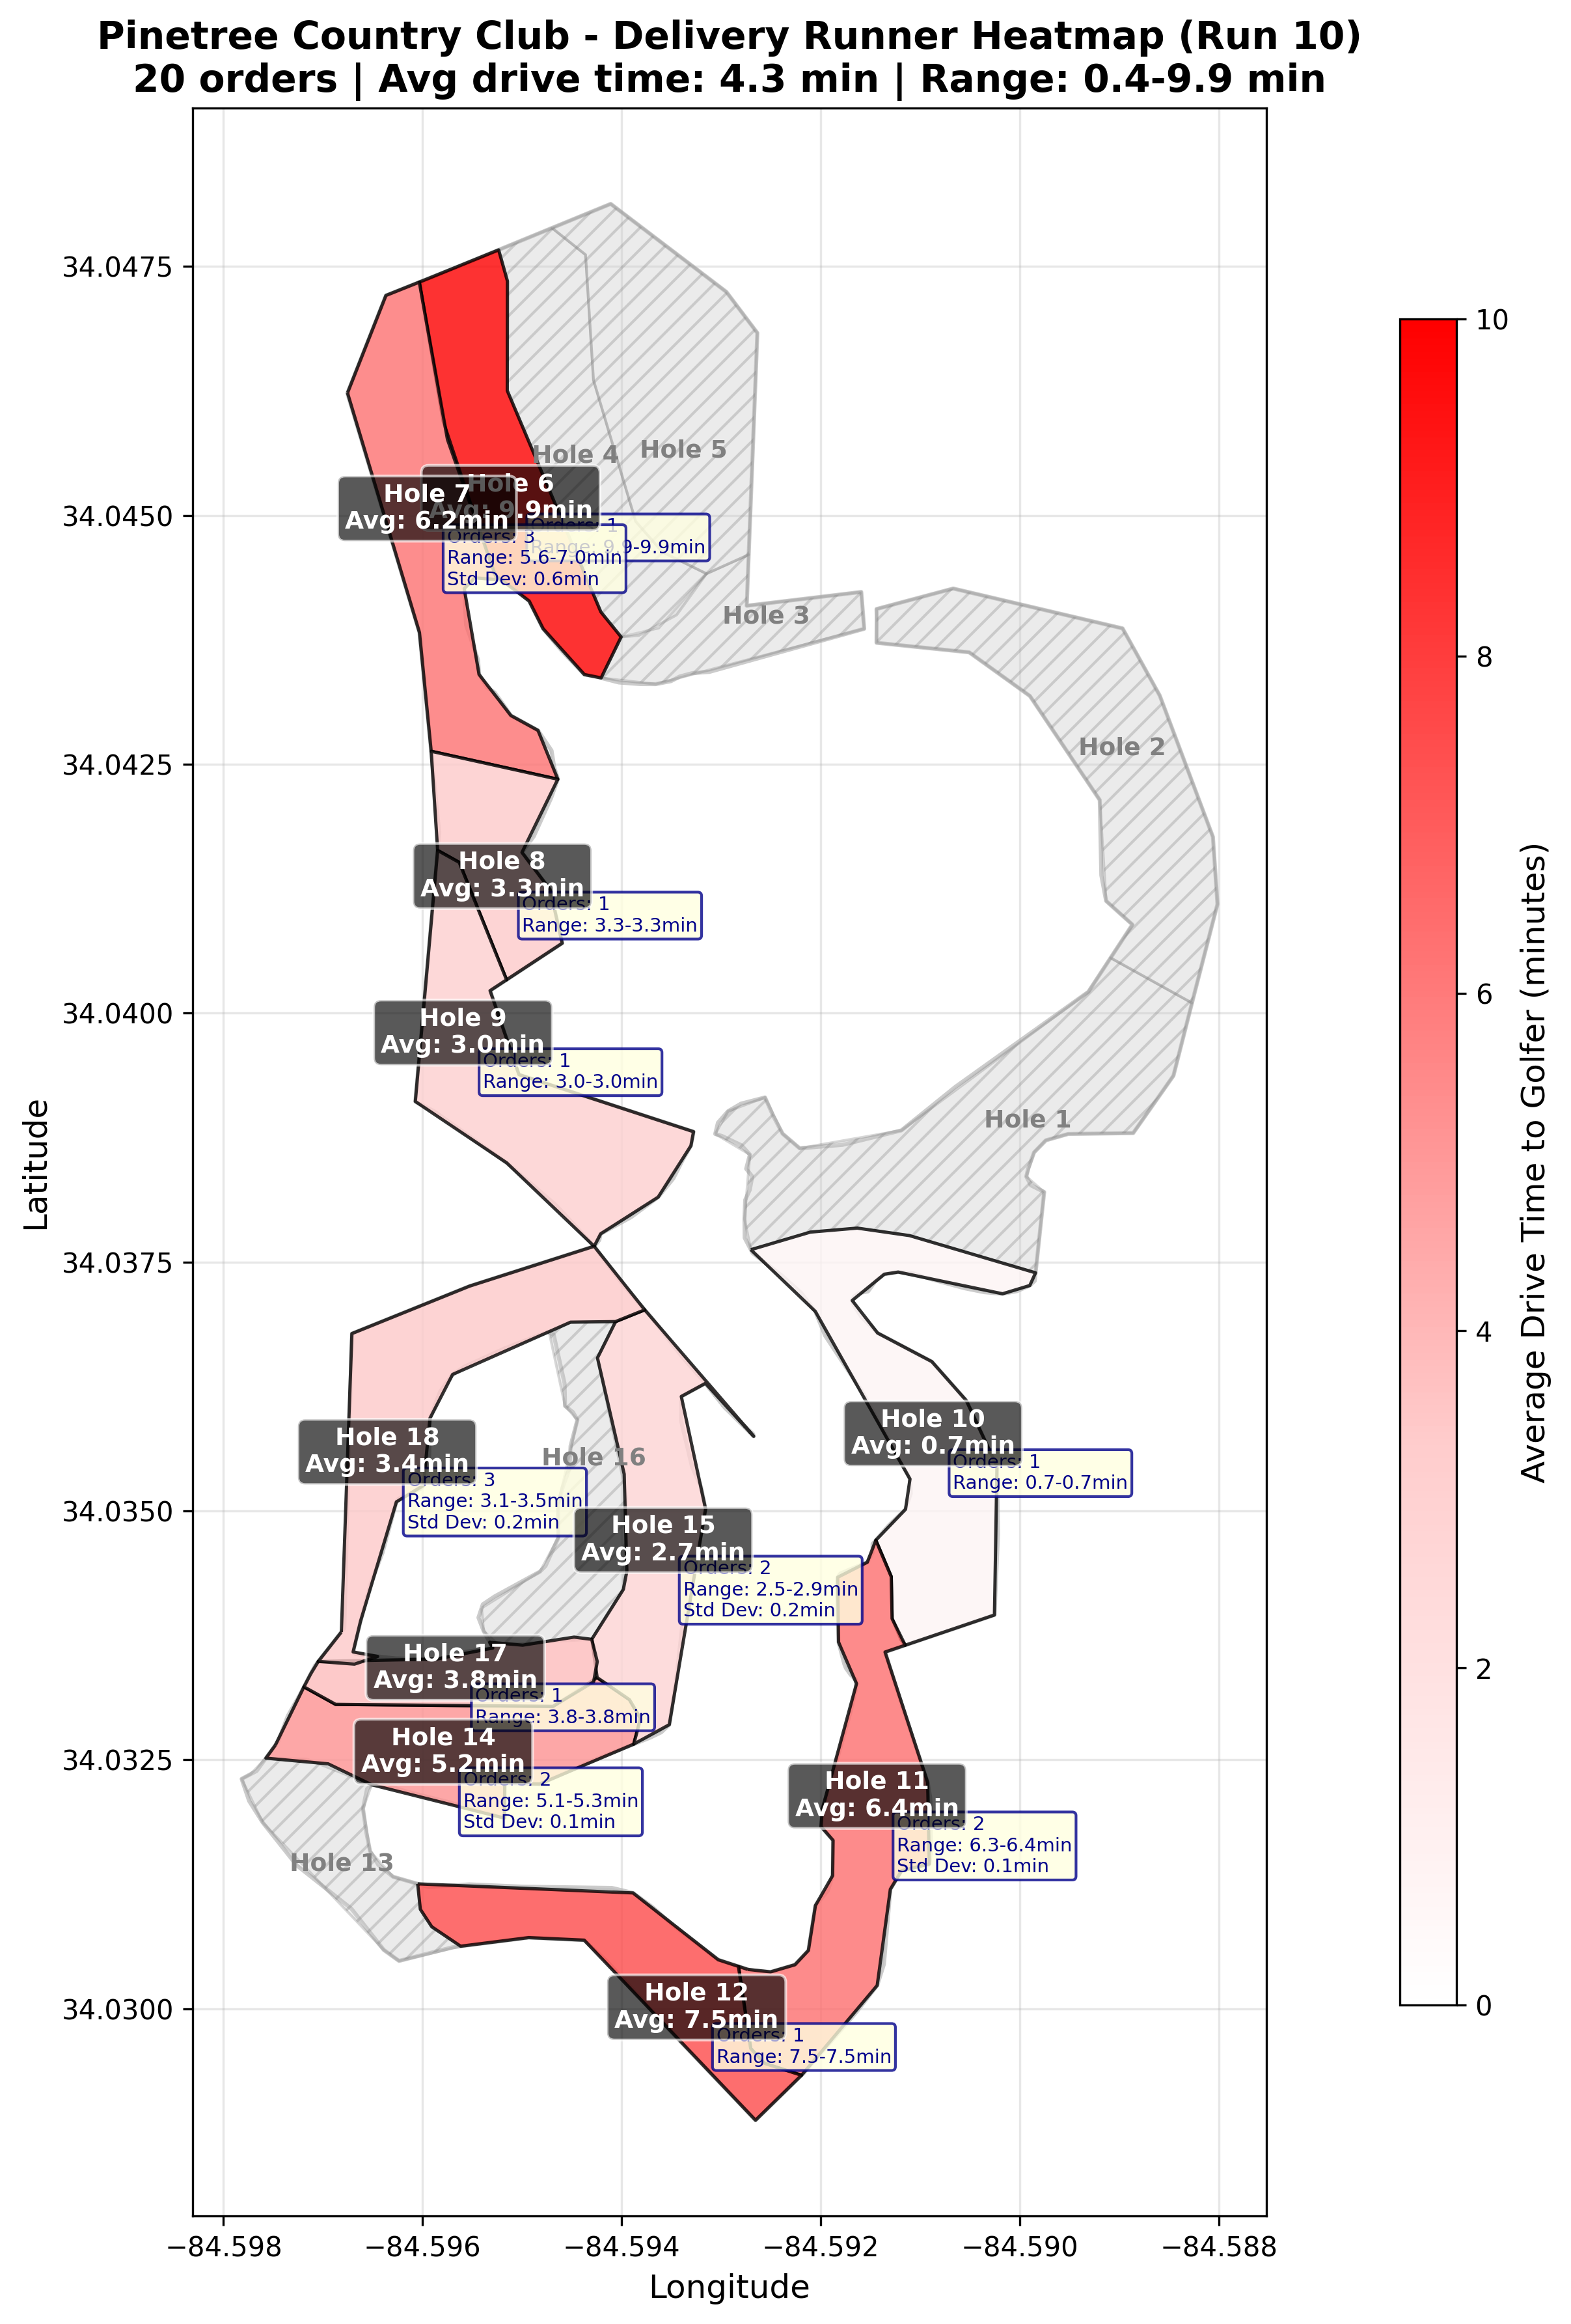 Pinetree Country Club - Delivery Runner Heatmap (Run 10)
20 orders | Avg drive time: 4.3 min | Range: 0.4-9.9 min
34.0475
34.0450
34.0425
34.0400
34.0375
34.0350
34.0325
34.0300
Latitude
Hole 4
Hole 5
Hole 6
9.9min
Orders: 1
Range: 9.9-9.9min
Hole 7
Avg: 6.2min
Orders: 3
Range: 5.6-7.0min
Std Dev: 0.6min
Hole 3
Hole 2
Hole 8
Avg: 3.3min
Orders: 1
Range: 3.3-3.3min
Hole 9
Avg: 3.0min
Orders: 1
Range: 3.0-3.0min
Hole 1
Hole 10
Avg: 0.7min
Orders: 1
Range: 0.7-0.7min
Hole 18
Avg: 3.4min
Orders: 3
Range: 3.1-3.5min
Std Dev: 0.2min
Hole 16
Hole 15
Avg: 2.7min
Orders: 2
Range: 2.5-2.9min
Std Dev: 0.2min
Hole 17
Avg: 3.8min
Orders: 1
Range: 3.8-3.8min
Hole 14
Avg: 5.2min
Orders: 2
Range: 5.1-5.3min
Std Dev: 0.1min
Hole 11
Avg: 6.4min
Orders: 2
Range: 6.3-6.4min
Std Dev: 0.1min
Hole 13
Hole 12
Avg: 7.5min
Orders: 1
Range: 7.5-7.5min
−84.598
−84.596
−84.594
−84.592
−84.590
−84.588
Longitude
10
8
6
4
2
0
Average Drive Time to Golfer (minutes)